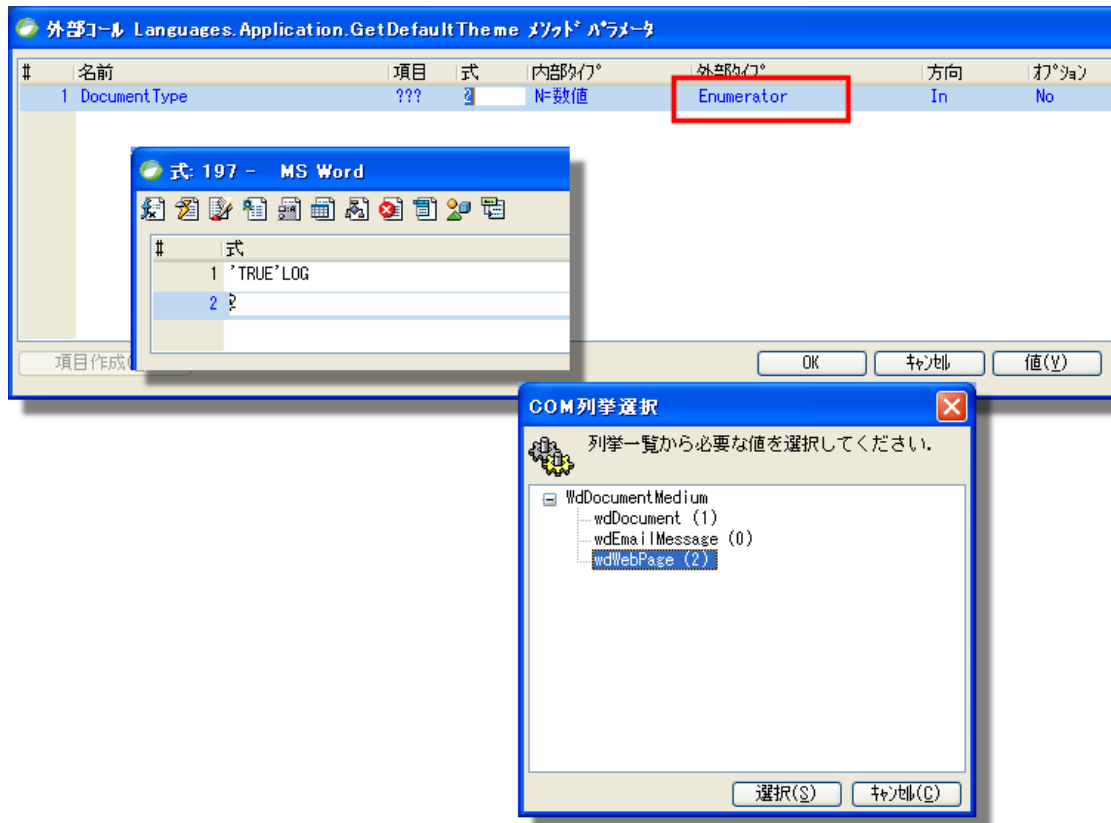 外部ｺｰﾙ Languages.Application.GetDefaultTheme ﾒｿｯﾄﾞ ﾊﾟﾗﾒｰﾀ
# 名前 項目 式 内部ﾀｲﾌﾟ 外部ﾀｲﾌﾟ 方向 ｵﾌﾟｼｮﾝ
1 DocumentType ??? 2 N=数値 Enumerator In No
式: 197 - MS Word
# 式
1 'TRUE'LOG
2 2
項目作成(
OK ｷｬﾝｾﾙ 値(V)
COM列挙選択
列挙一覧から必要な値を選択してください.
WdDocumentMedium
wdDocument (1)
wdEmailMessage (0)
wdWebPage (2)
選択(S) ｷｬﾝｾﾙ(C)